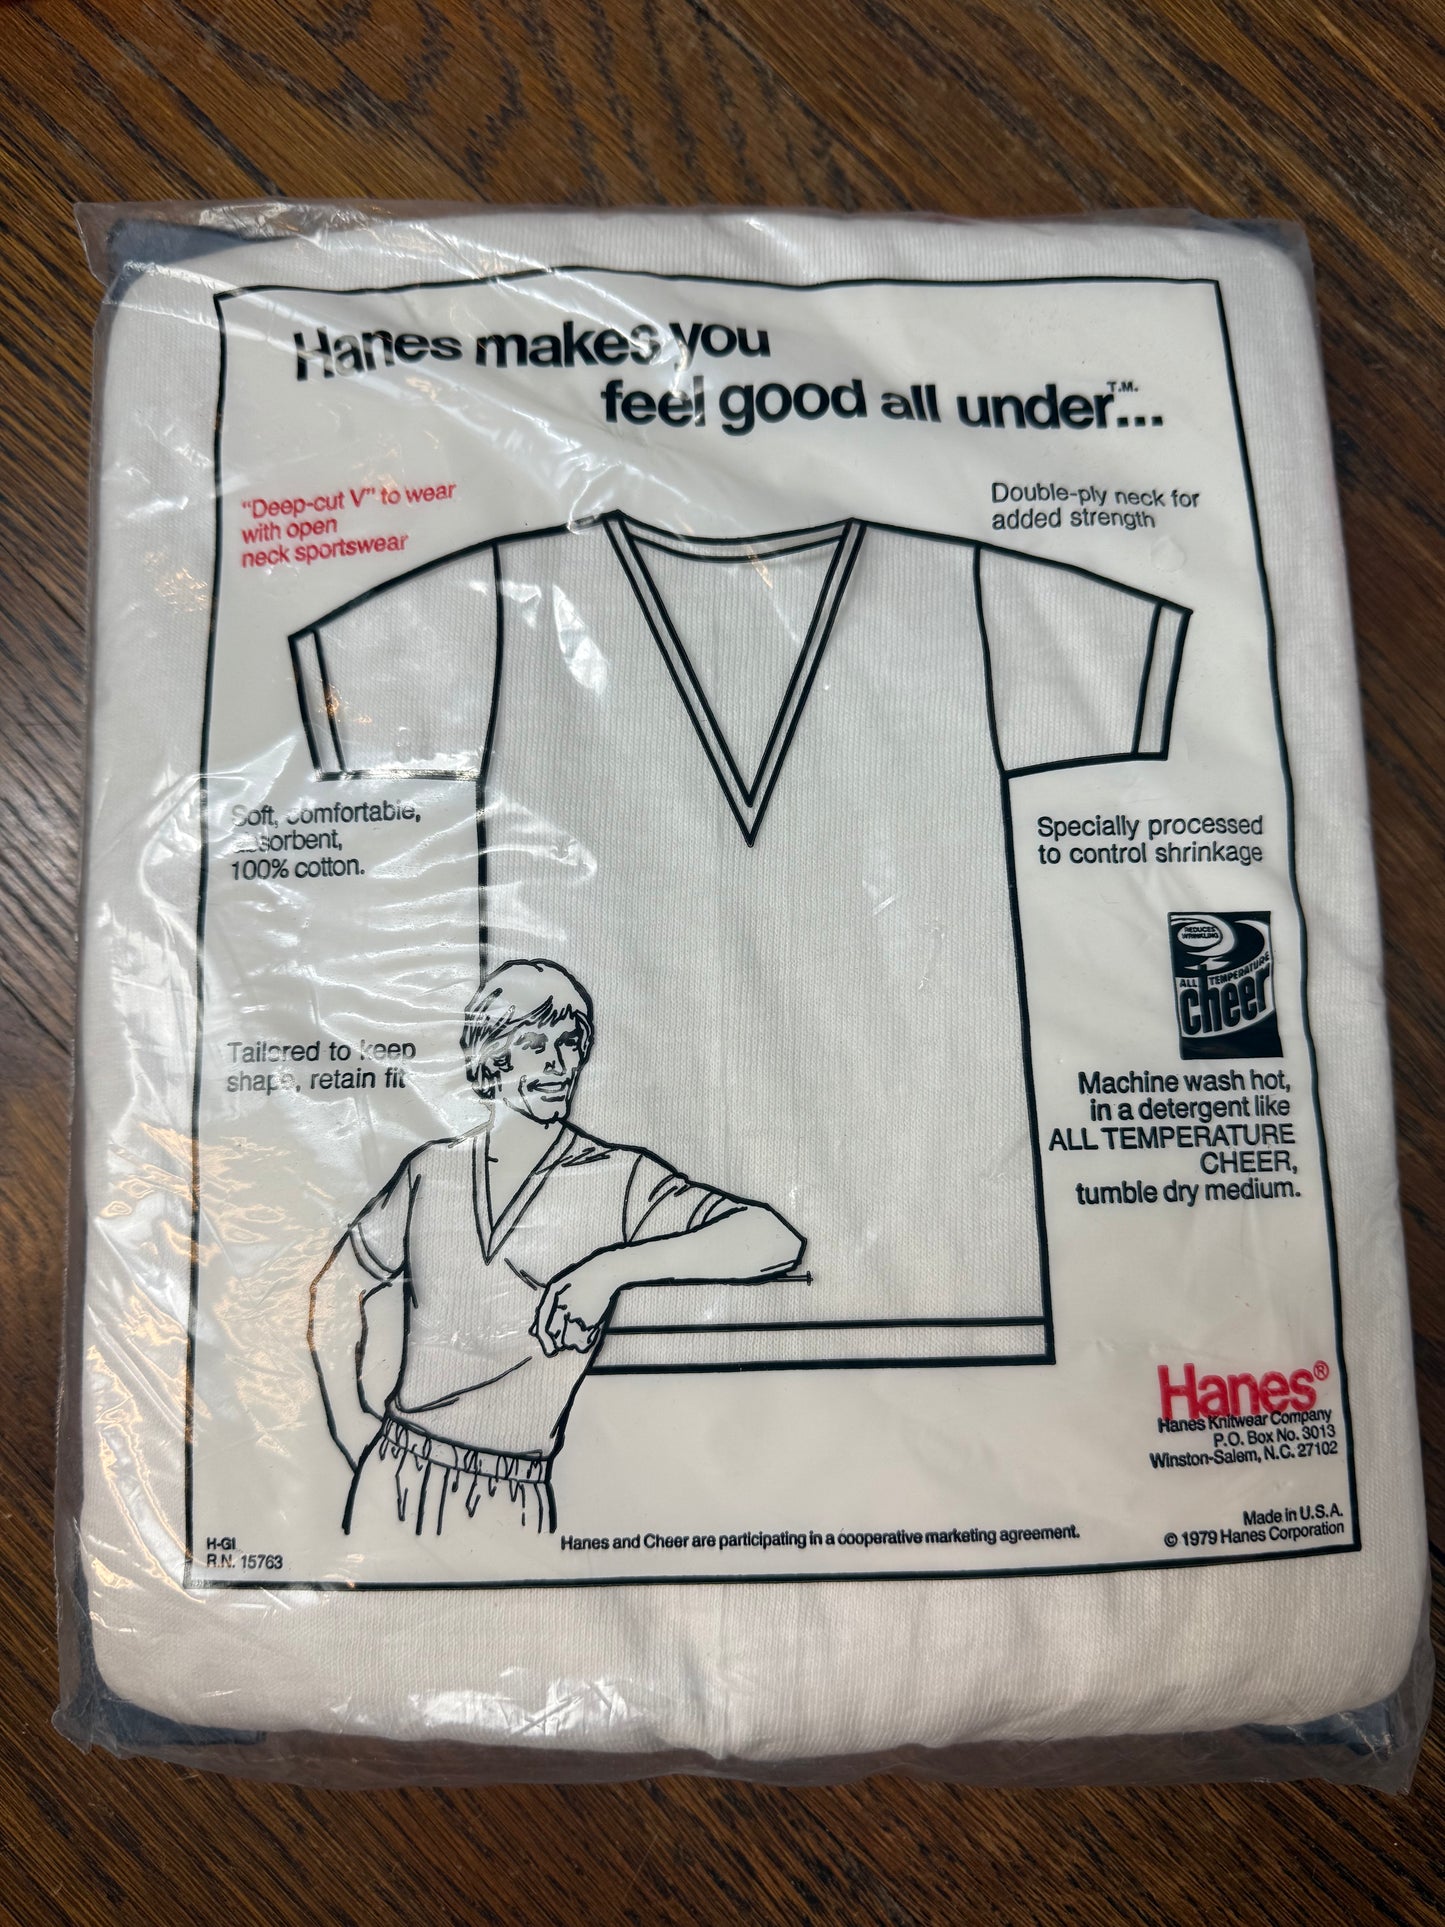 Hanes makes you
feel good all under T.M....
"Deep-cut V" to wear
with open
neck sportswear
Double-ply neck for
added strength
Soft, comfortable,
absorbent,
100% cotton.
Specially processed
to control shrinkage
REDUCES
WRINKLING
ALL TEMPERATURE
cheer
Tailored to keep
shape, retain fit
Machine wash hot,
in a detergent like
ALL TEMPERATURE
CHEER,
tumble dry medium.
Hanes®
Hanes Knitwear Company
P.O. Box No. 3013
Winston-Salem, N.C. 27102
Made in U.S.A.
© 1979 Hanes Corporation
Hanes and Cheer are participating in a cooperative marketing agreement.
H-GI
R.N. 15763